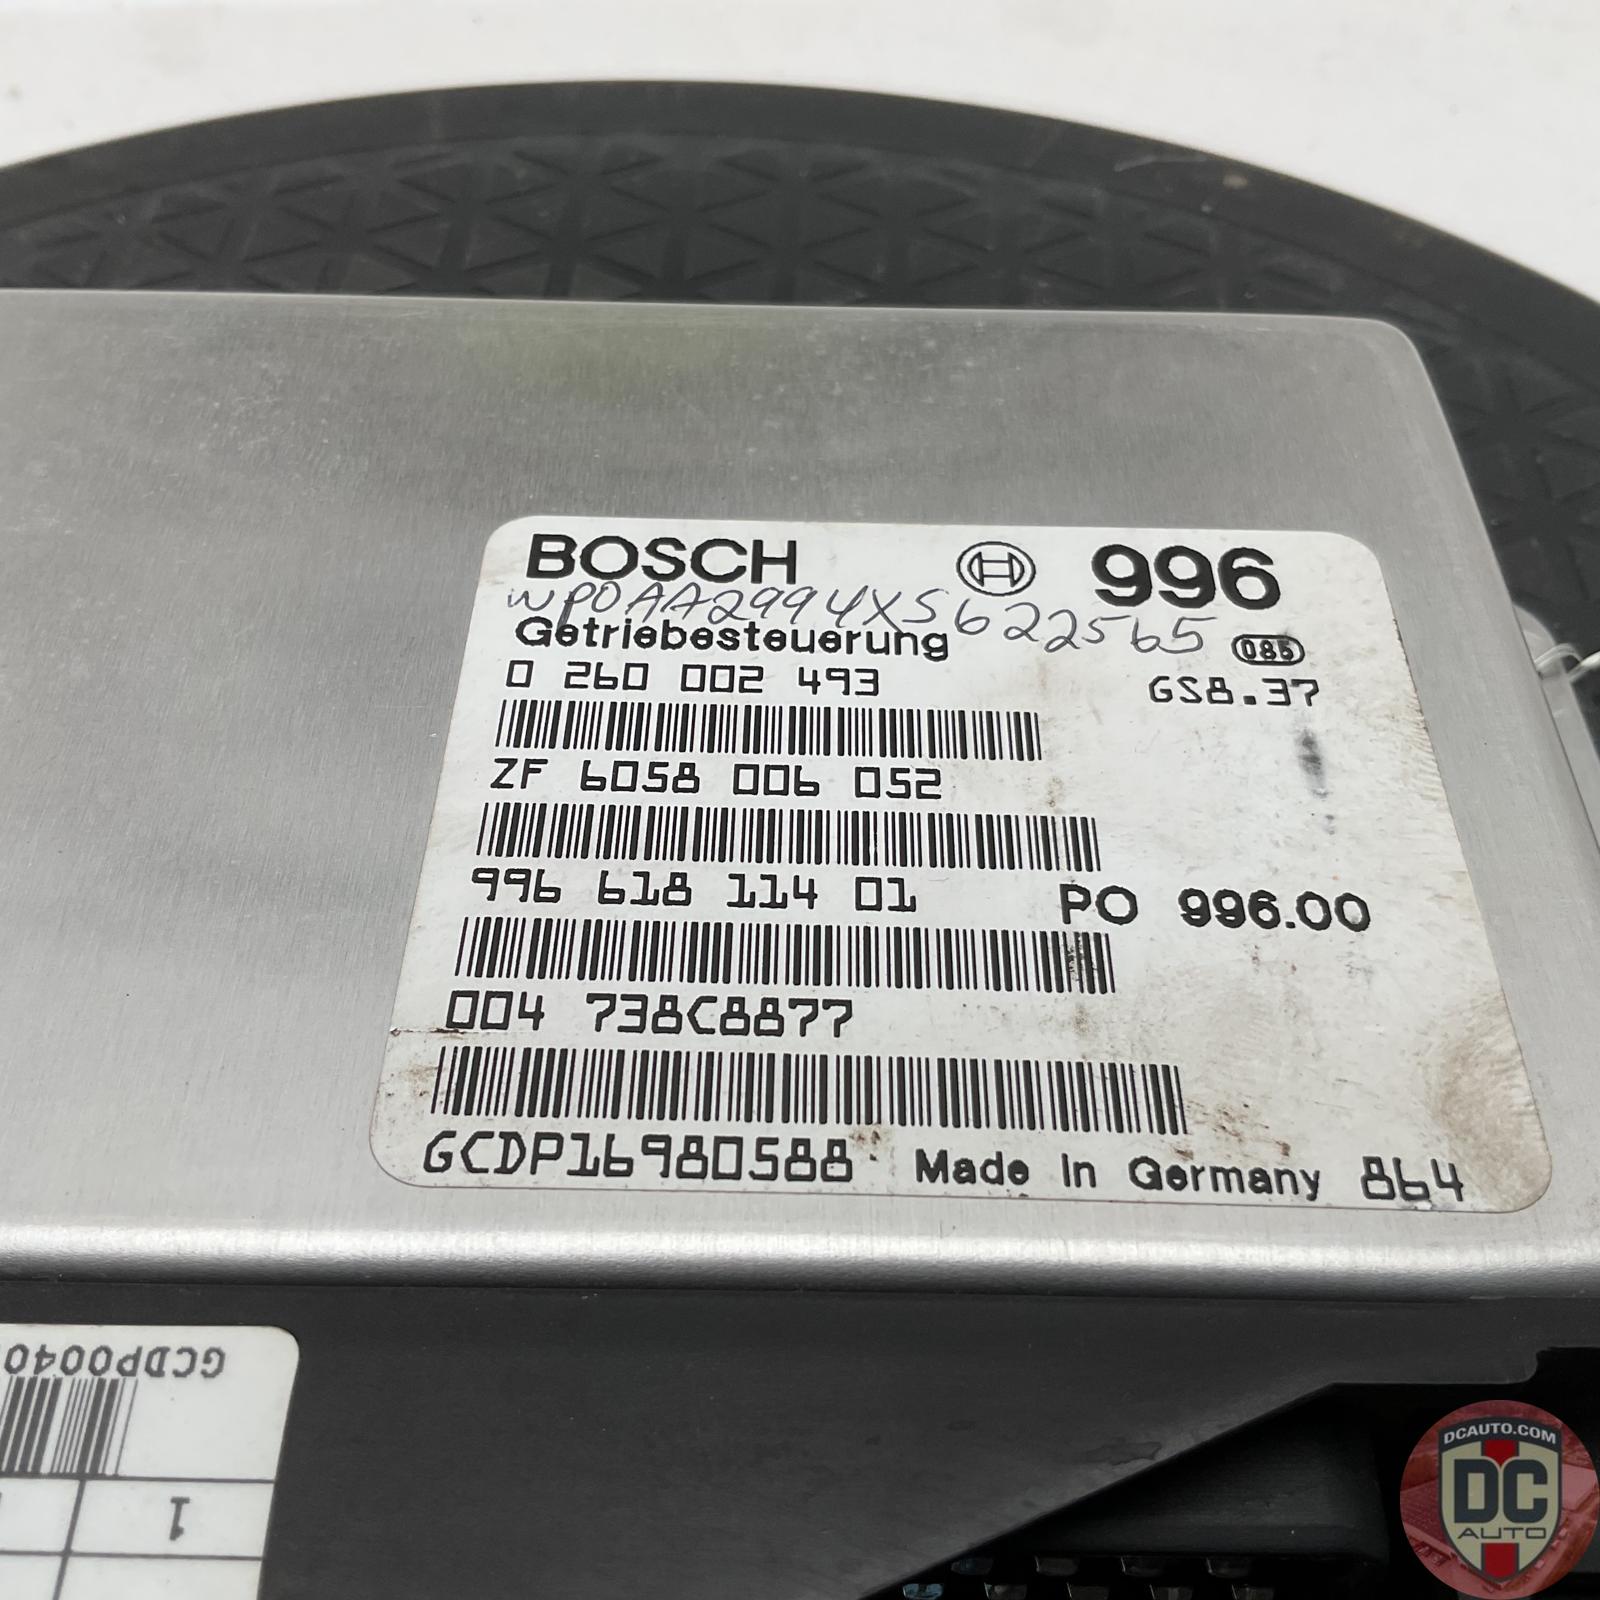 BOSCH 996
WP0AA2994XS622565
Getriebesteuerung 085
0 260 002 493 GS8.37
ZF 6058 006 052
996 618 114 01 PO 996.00
004 738C8877
GCDP16980588 Made In Germany 864
GCDP0040
1
DCAUTO.COM
DC
AUTO